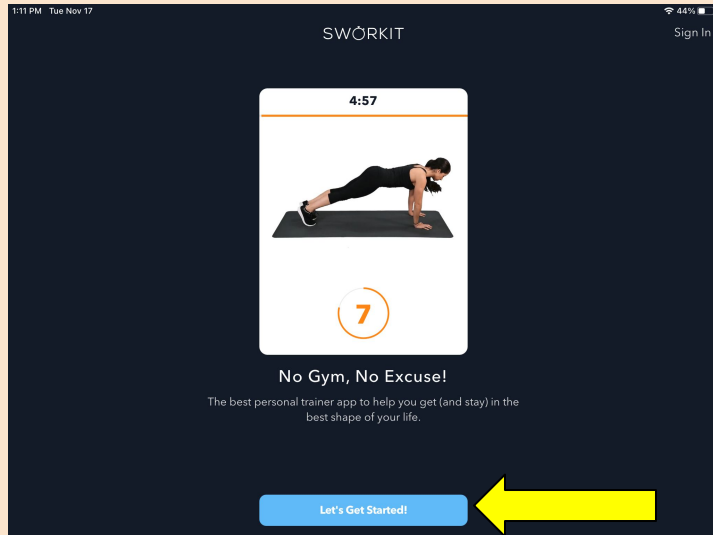 1:11 PM Tue Nov 17
44%
SWORKIT
Sign In
4:57
7
No Gym, No Excuse!
The best personal trainer app to help you get (and stay) in the
best shape of your life.
Let's Get Started!